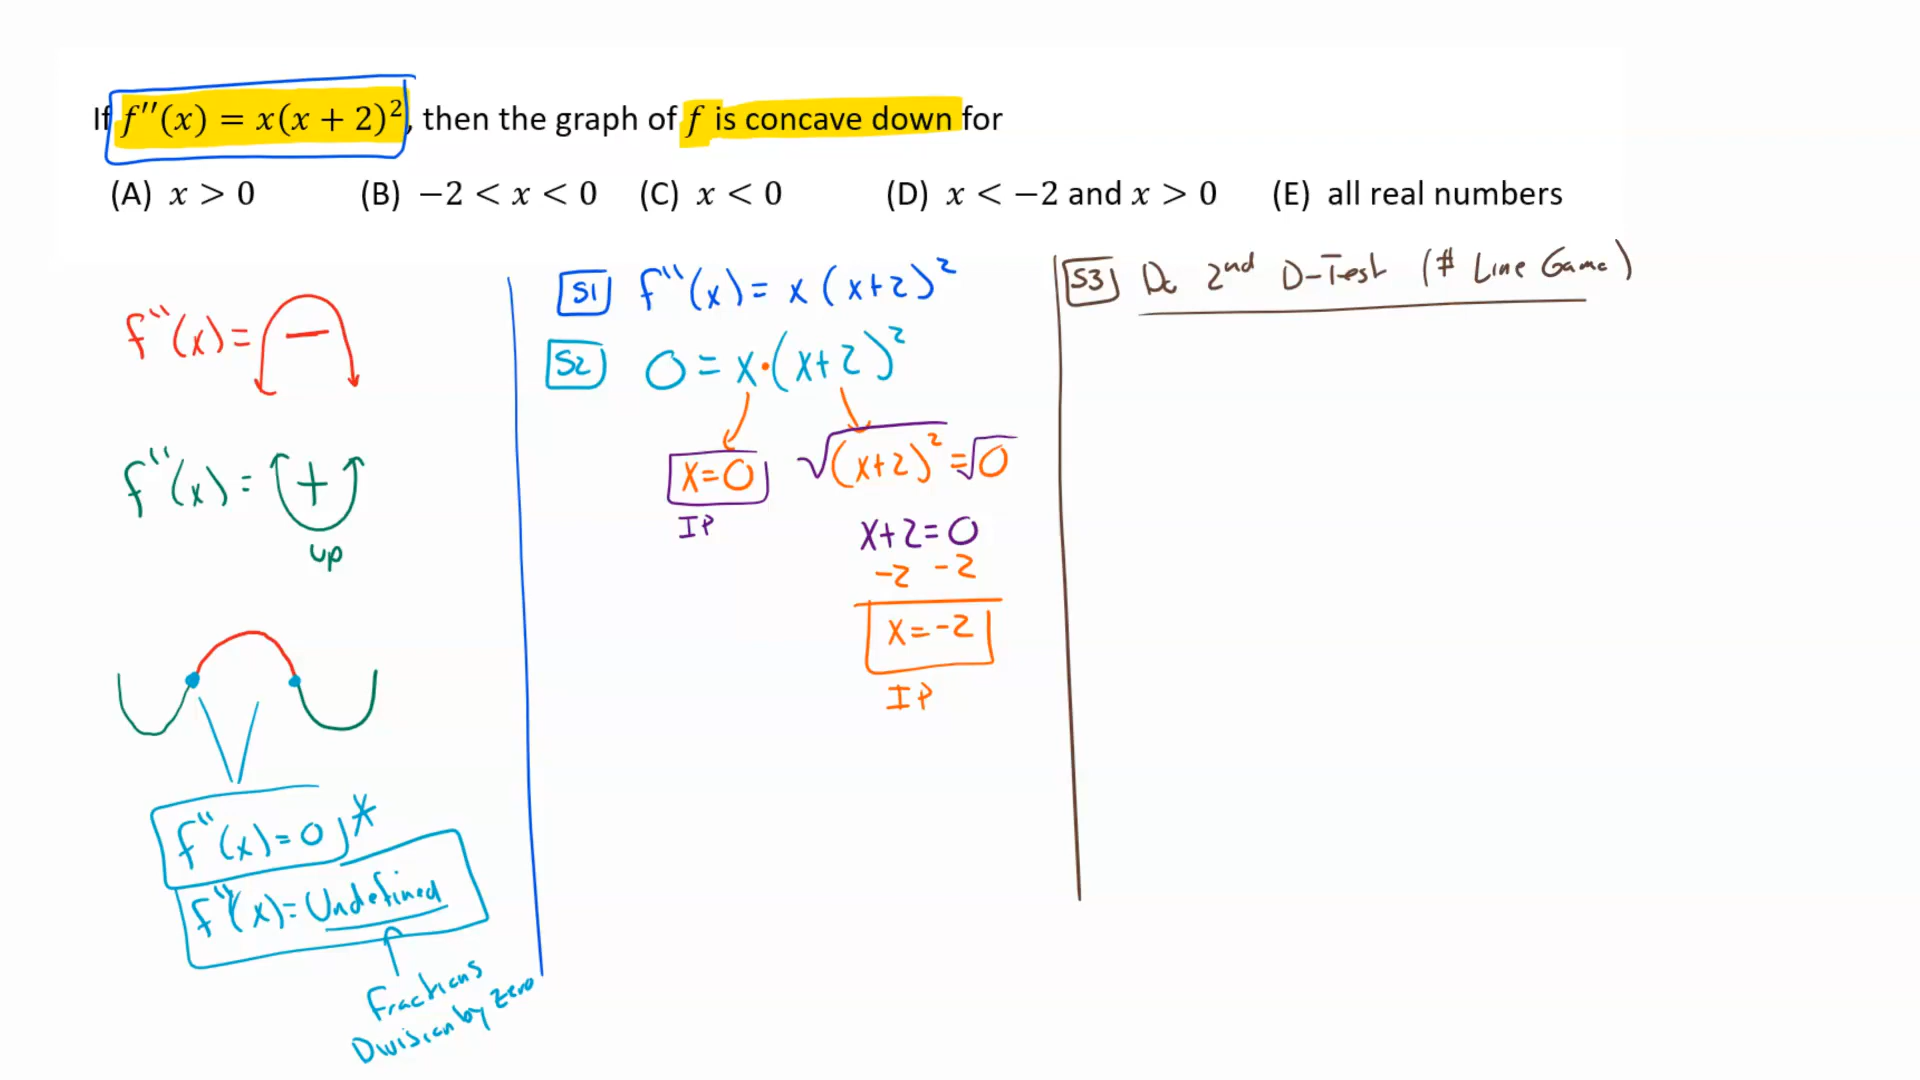 If f''(x) = x(x + 2)², then the graph of f is concave down for
(A) x > 0 (B) −2 < x < 0 (C) x < 0 (D) x < −2 and x > 0 (E) all real numbers
f''(x) = −
f''(x) = +
up
f''(x) = 0 *
f''(x) = Undefined
Fractions
Division by zero
S1 f''(x) = x (x+2)²
S2 0 = x·(x+2)²
x=0
IP
√(x+2)² = √0
x+2=0
-2 -2
x=-2
IP
S3 Do 2nd D-Test (# Line Game)